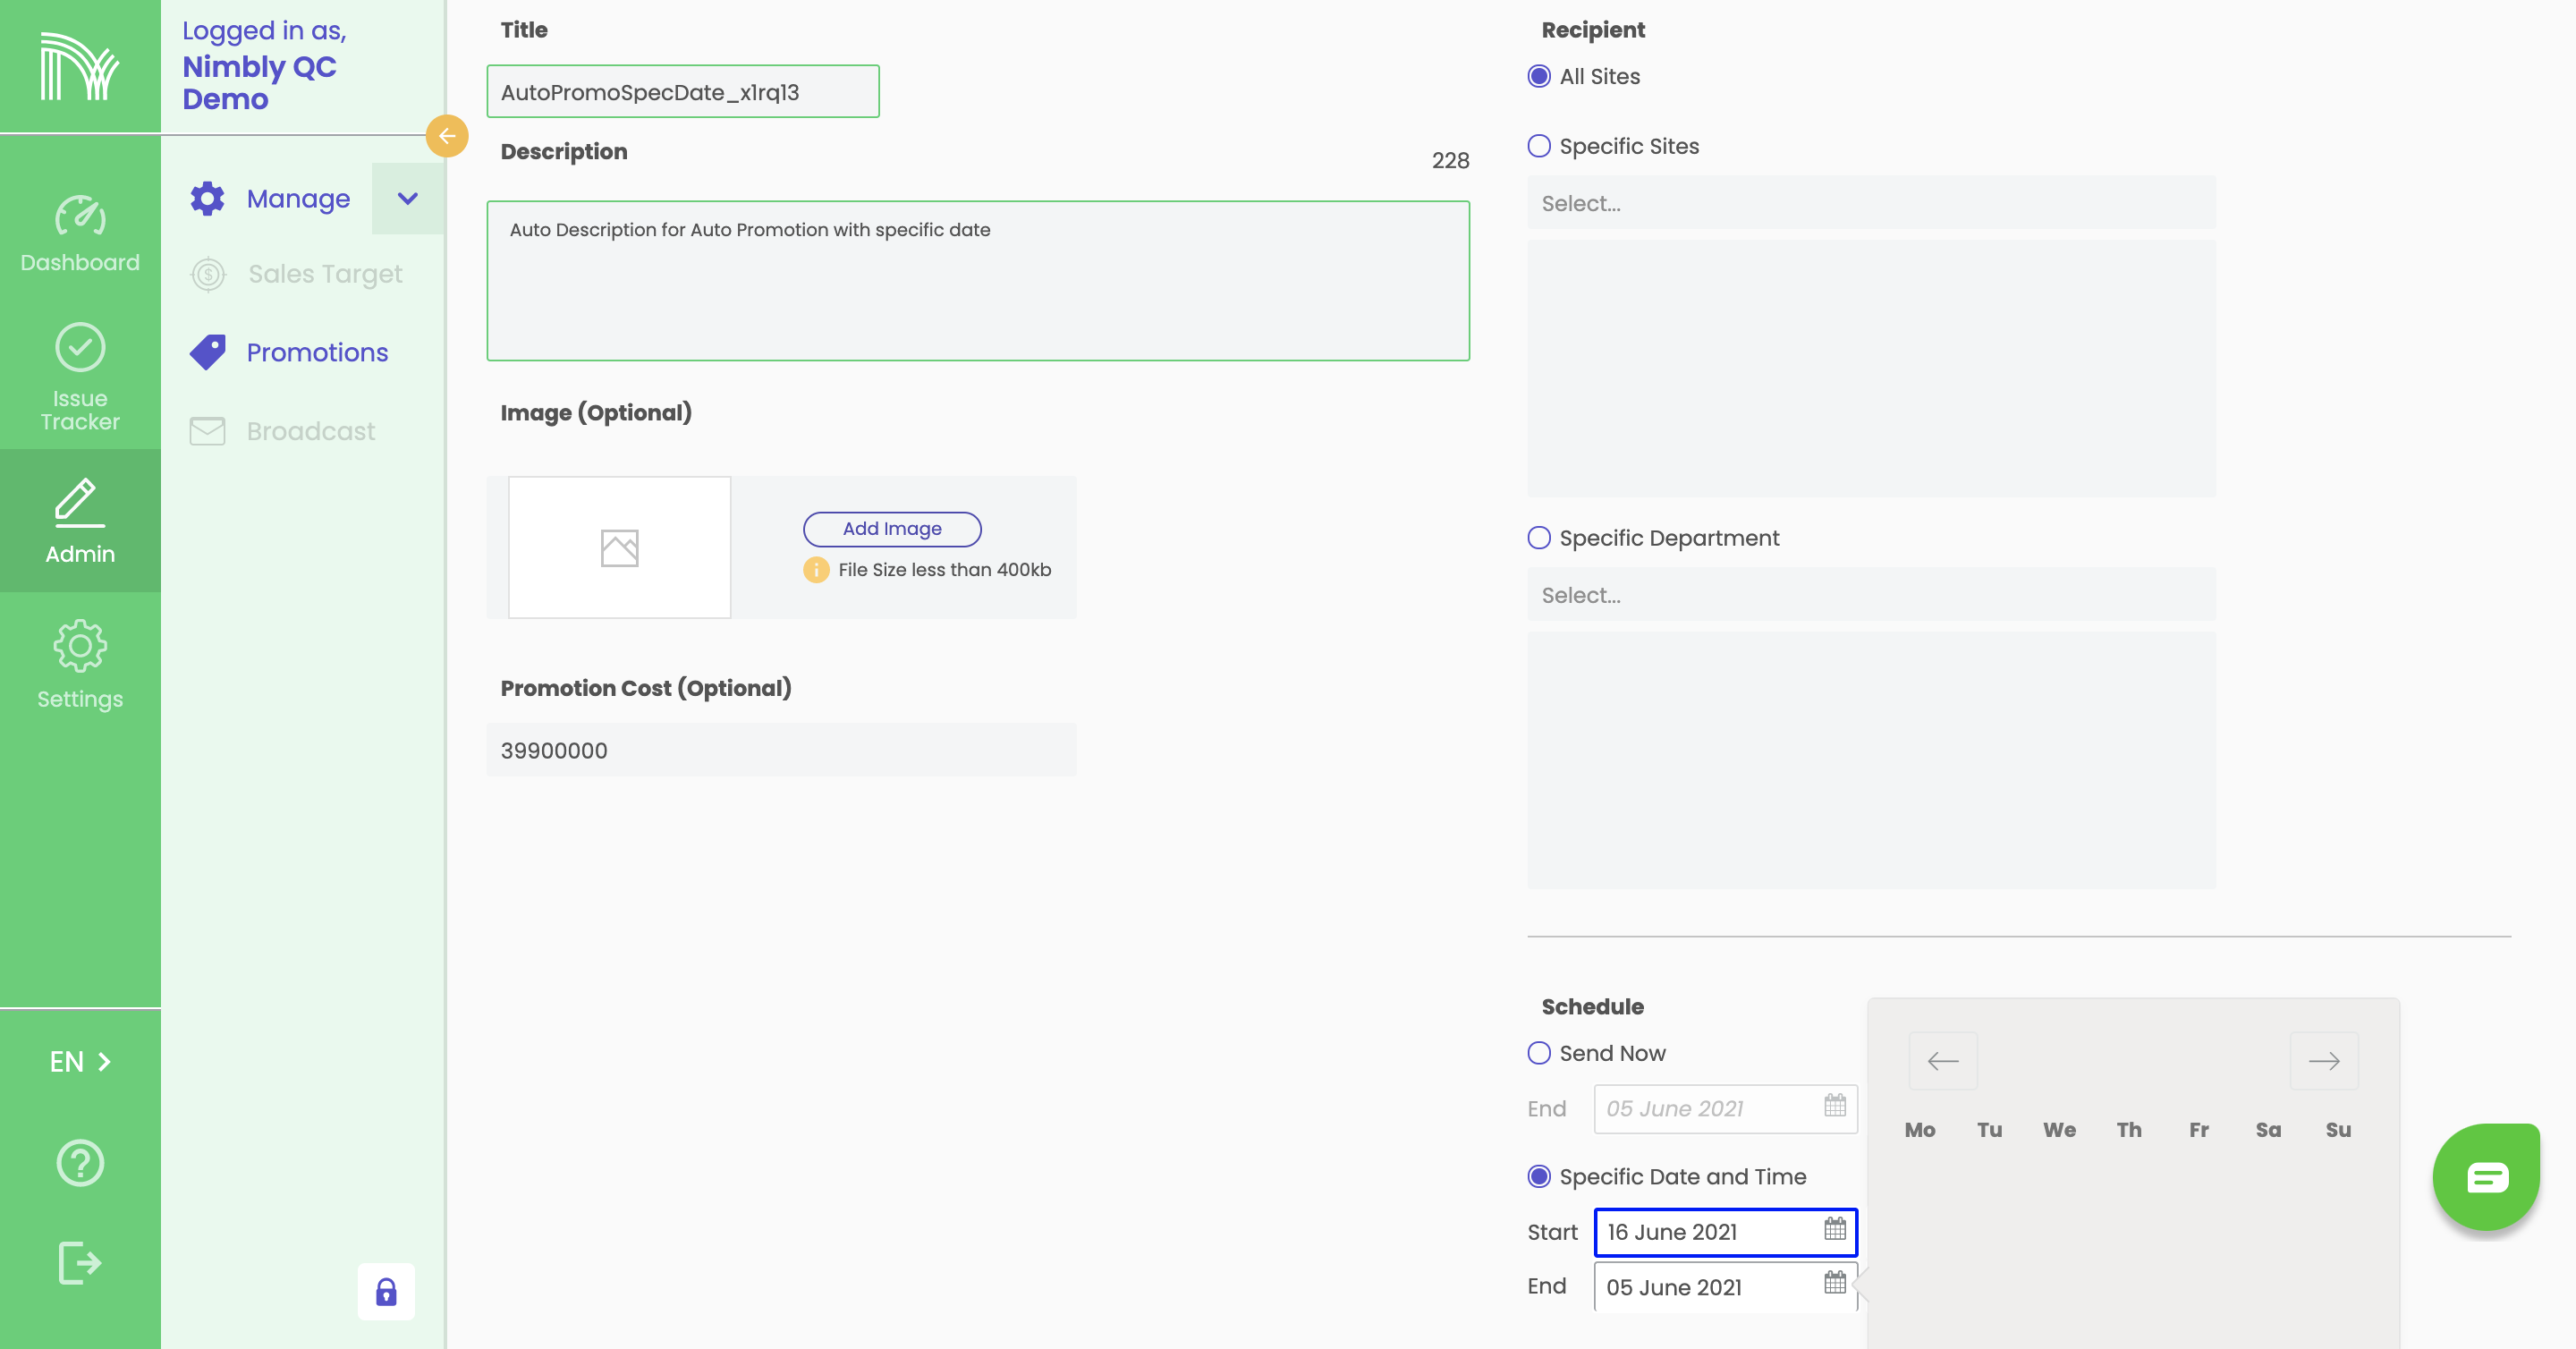 Logged in as,
Nimbly QC
Demo
Dashboard
Issue
Tracker
Admin
Settings
EN
Manage
Sales Target
Promotions
Broadcast
Title
AutoPromoSpecDate_x1rq13
Description
228
Auto Description for Auto Promotion with specific date
Image (Optional)
Add Image
File Size less than 400kb
Promotion Cost (Optional)
39900000
Recipient
All Sites
Specific Sites
Select...
Specific Department
Select...
Schedule
Send Now
End 05 June 2021
Specific Date and Time
Start 16 June 2021
End 05 June 2021
Mo Tu We Th Fr Sa Su